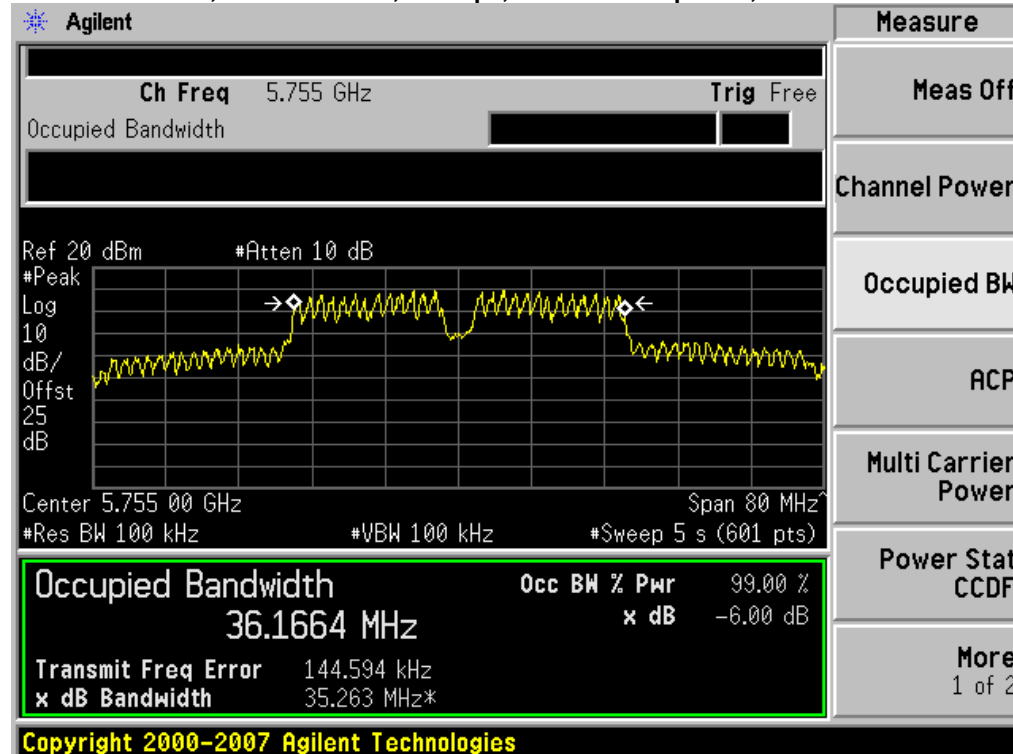 Agilent
Measure
Ch Freq 5.755 GHz Trig Free
Occupied Bandwidth
Meas Off
Channel Power
Occupied BW
ACP
Multi Carrier
Power
Power Stat
CCDF
More
1 of 2
Ref 20 dBm #Atten 10 dB
#Peak
Log
10
dB/
Offst
25
dB
Center 5.755 00 GHz Span 80 MHz^
#Res BW 100 kHz #VBW 100 kHz #Sweep 5 s (601 pts)
Occupied Bandwidth Occ BW % Pwr 99.00 %
36.1664 MHz x dB -6.00 dB
Transmit Freq Error 144.594 kHz
x dB Bandwidth 35.263 MHz*
Copyright 2000-2007 Agilent Technologies